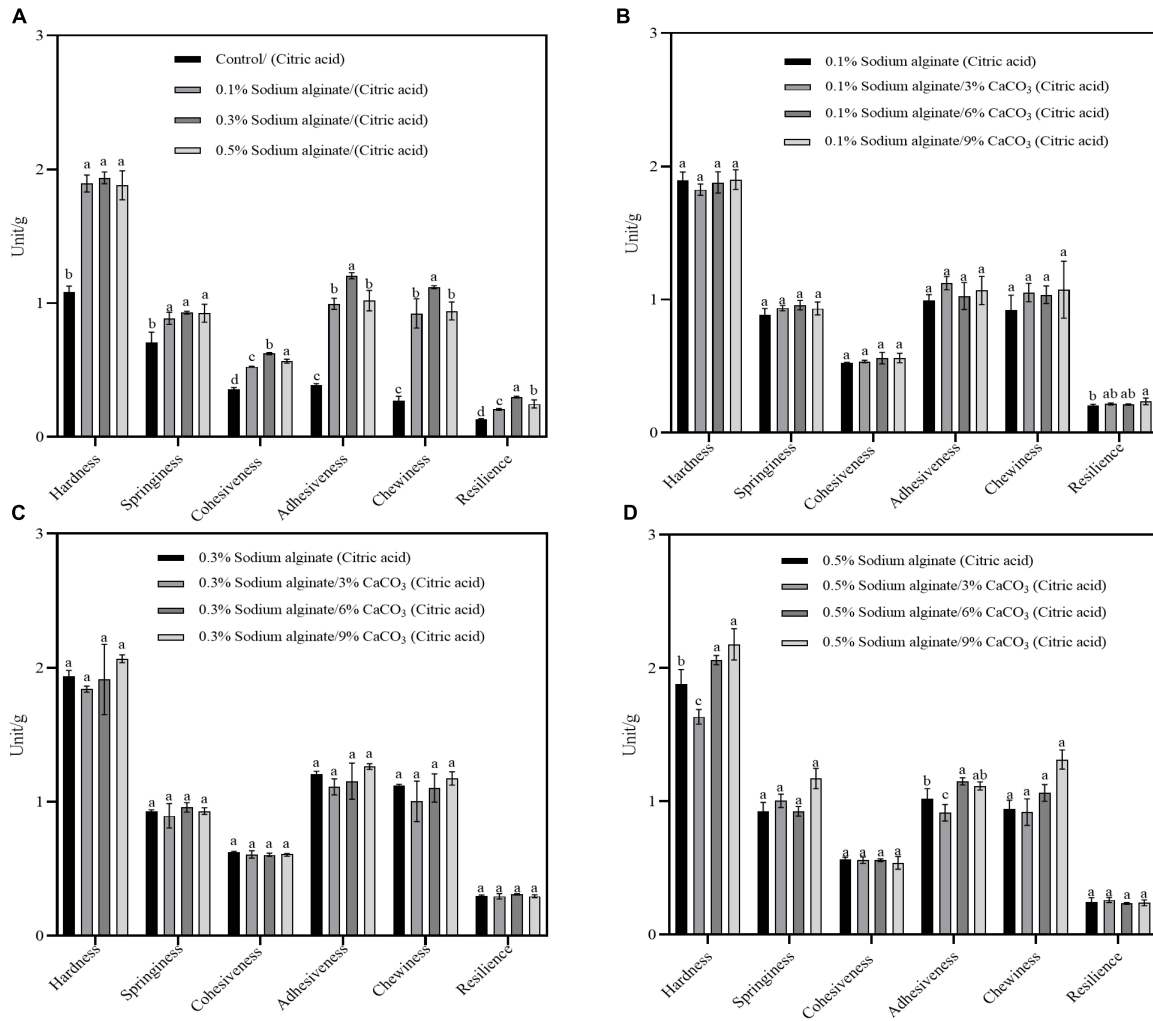 A
3
2
1
0
Unit/g
Control/ (Citric acid)
0.1% Sodium alginate/(Citric acid)
0.3% Sodium alginate/(Citric acid)
0.5% Sodium alginate/(Citric acid)
b a a a
b a a a
d c b a
c b a b
c b a b
d c a b
Hardness
Springiness
Cohesiveness
Adhesiveness
Chewiness
Resilience
B
3
2
1
0
Unit/g
0.1% Sodium alginate (Citric acid)
0.1% Sodium alginate/3% CaCO₃ (Citric acid)
0.1% Sodium alginate/6% CaCO₃ (Citric acid)
0.1% Sodium alginate/9% CaCO₃ (Citric acid)
a a a a
a a a a
a a a a
a a a a
a a a a
b ab ab a
Hardness
Springiness
Cohesiveness
Adhesiveness
Chewiness
Resilience
C
3
2
1
0
Unit/g
0.3% Sodium alginate (Citric acid)
0.3% Sodium alginate/3% CaCO₃ (Citric acid)
0.3% Sodium alginate/6% CaCO₃ (Citric acid)
0.3% Sodium alginate/9% CaCO₃ (Citric acid)
a a a a
a a a a
a a a a
a a a a
a a a a
a a a a
Hardness
Springiness
Cohesiveness
Adhesiveness
Chewiness
Resilience
D
3
2
1
0
Unit/g
0.5% Sodium alginate (Citric acid)
0.5% Sodium alginate/3% CaCO₃ (Citric acid)
0.5% Sodium alginate/6% CaCO₃ (Citric acid)
0.5% Sodium alginate/9% CaCO₃ (Citric acid)
b c a a
a a a a
a a a a
b c a ab
a a a a
a a a a
Hardness
Springiness
Cohesiveness
Adhesiveness
Chewiness
Resilience